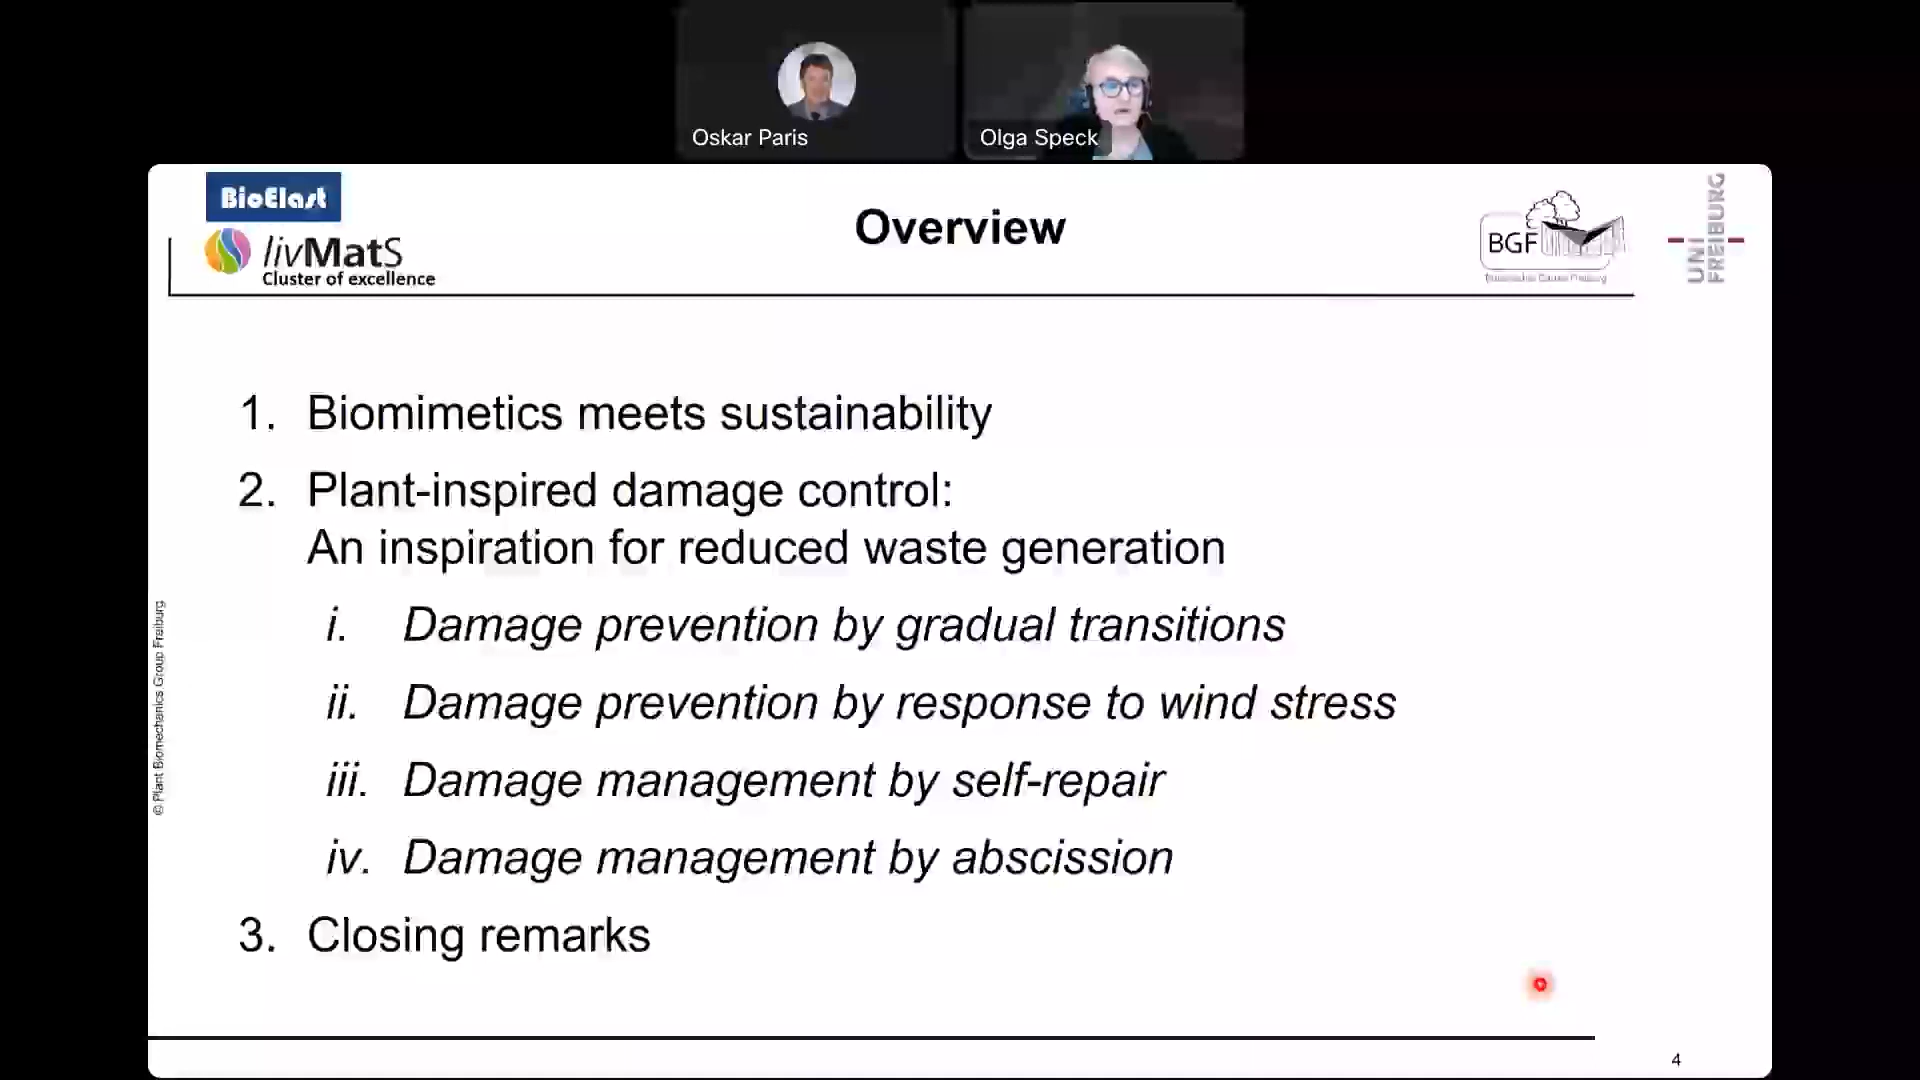 Oskar Paris
Olga Speck
BioElast
livMatS
Cluster of excellence
Overview
BGF
UNI
FREIBURG
1. Biomimetics meets sustainability
2. Plant-inspired damage control:
An inspiration for reduced waste generation
i. Damage prevention by gradual transitions
ii. Damage prevention by response to wind stress
iii. Damage management by self-repair
iv. Damage management by abscission
3. Closing remarks
© Plant Biomechanics Group Freiburg
4